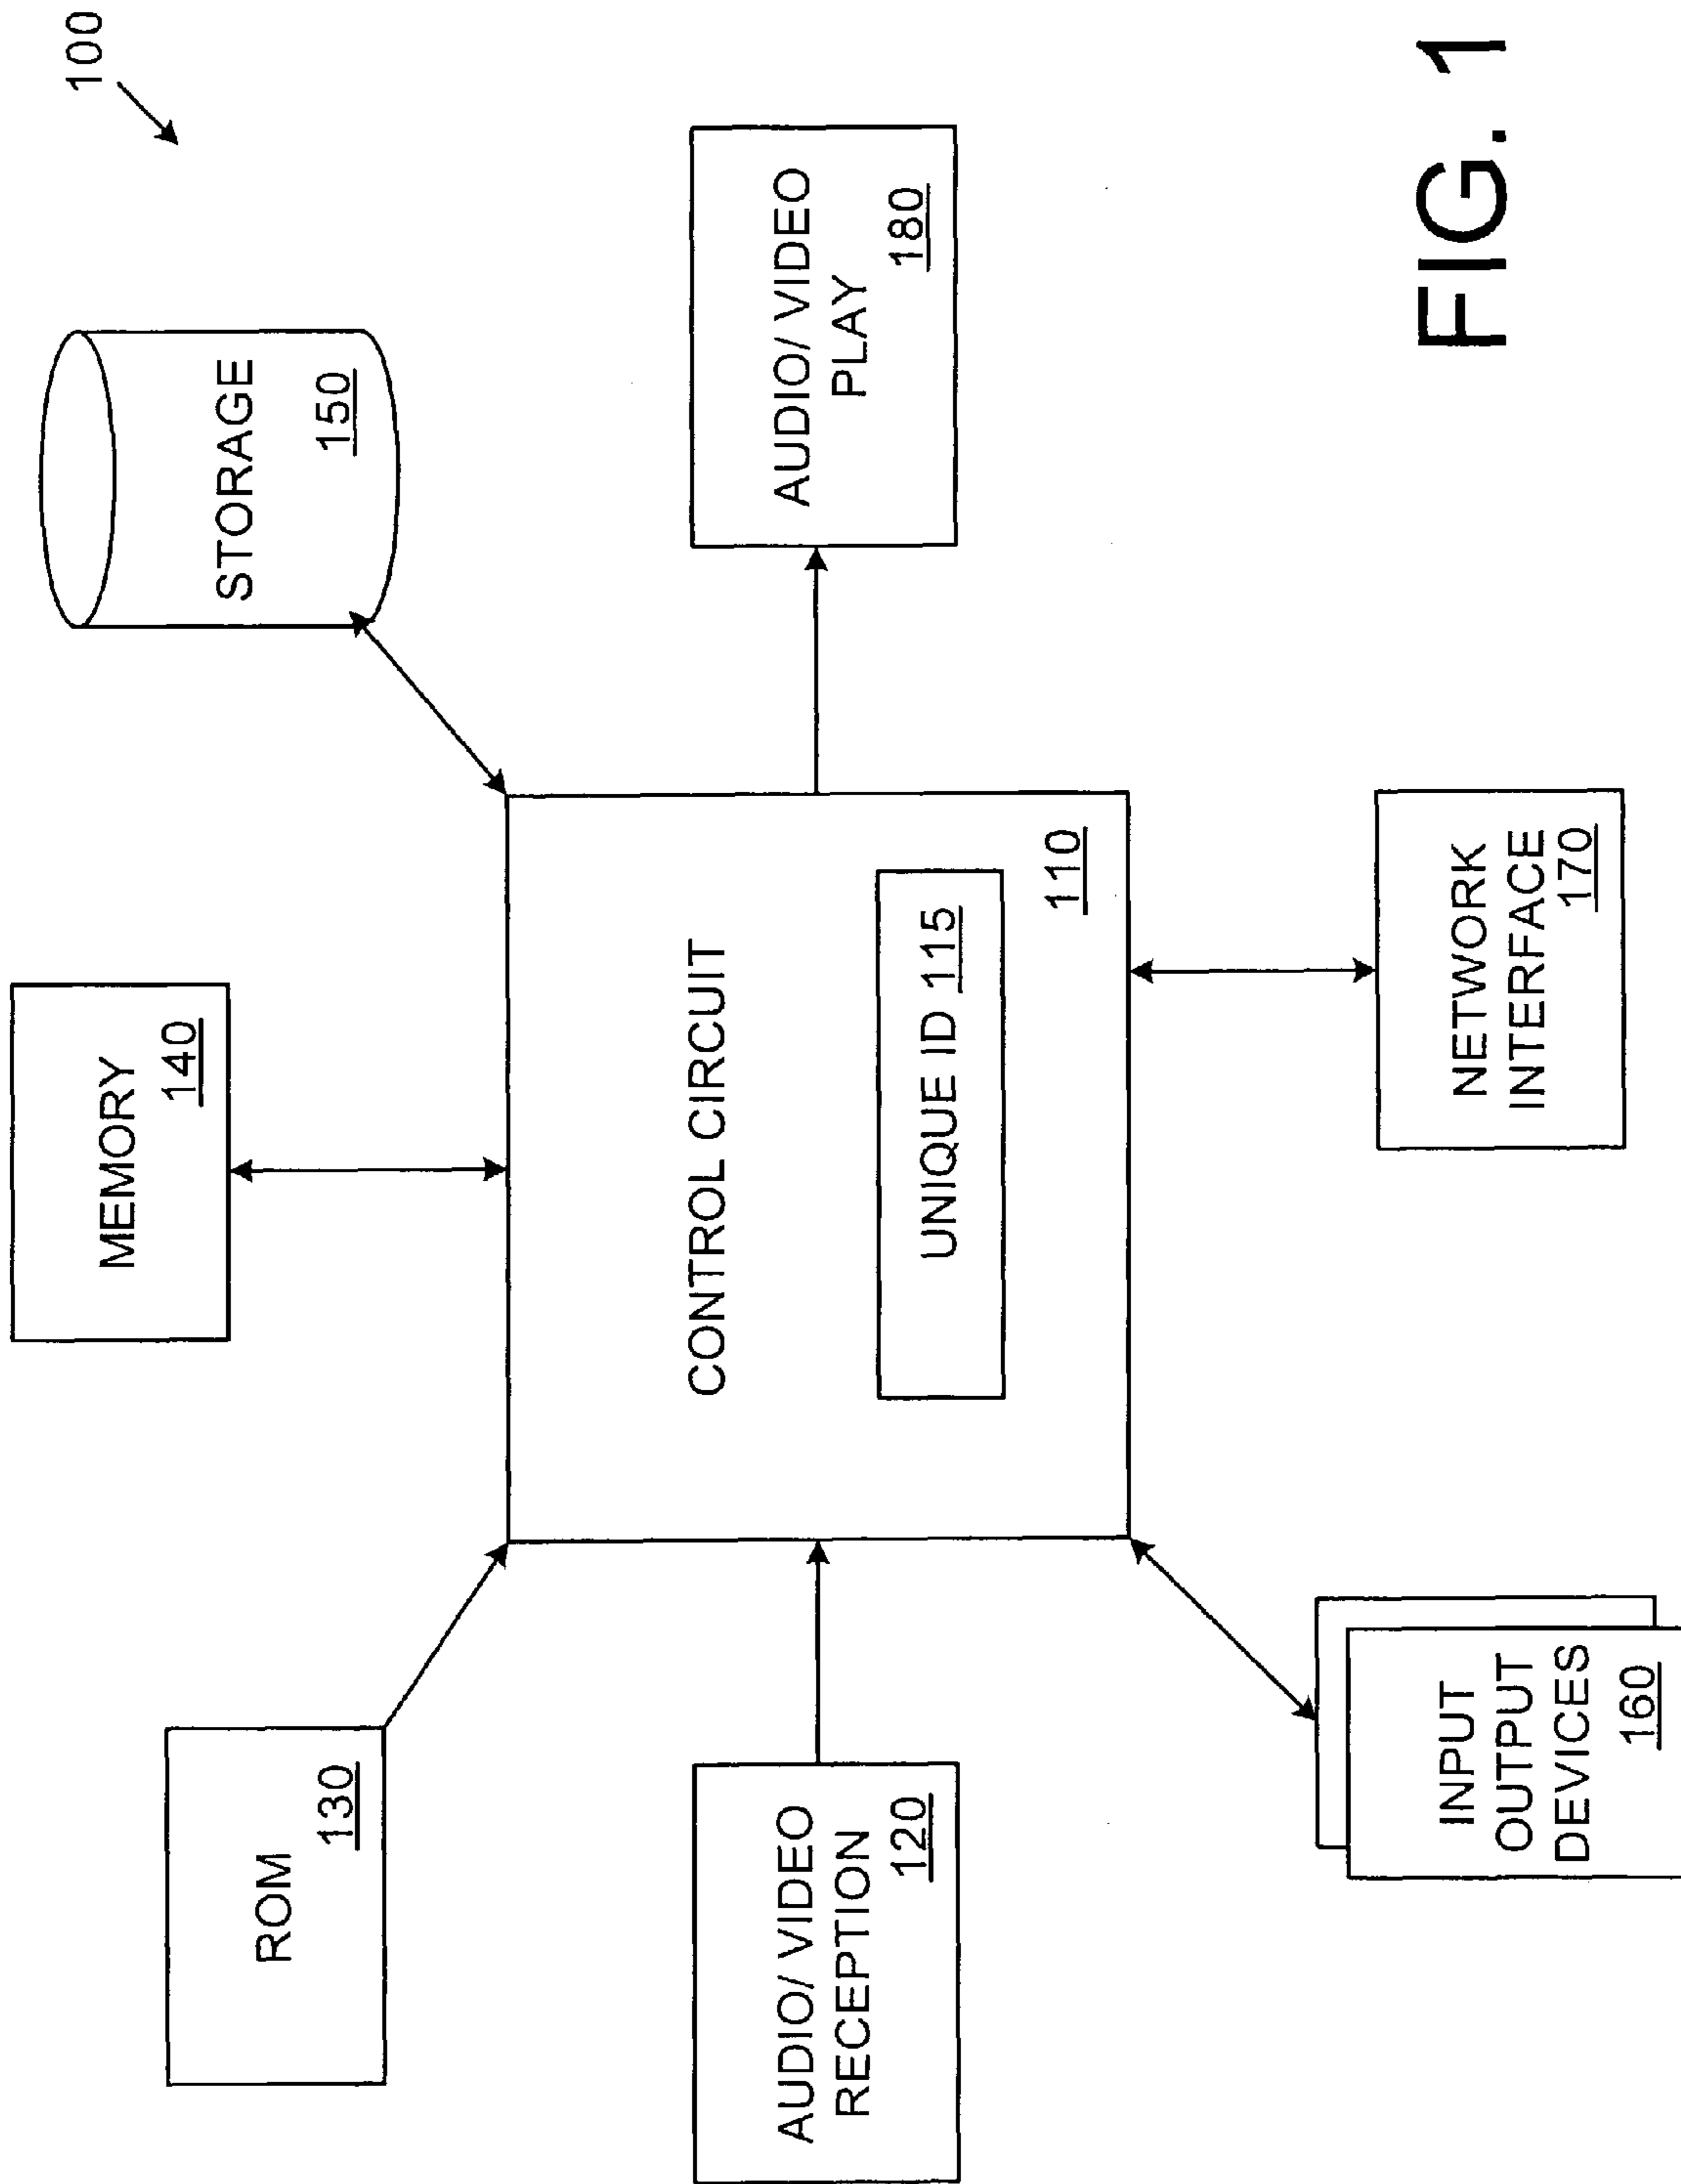 100
MEMORY
140
STORAGE
150
ROM
130
CONTROL CIRCUIT
UNIQUE ID 115
110
AUDIO/ VIDEO
RECEPTION
120
AUDIO/ VIDEO
PLAY
180
INPUT
OUTPUT
DEVICES
160
NETWORK
INTERFACE
170
FIG. 1